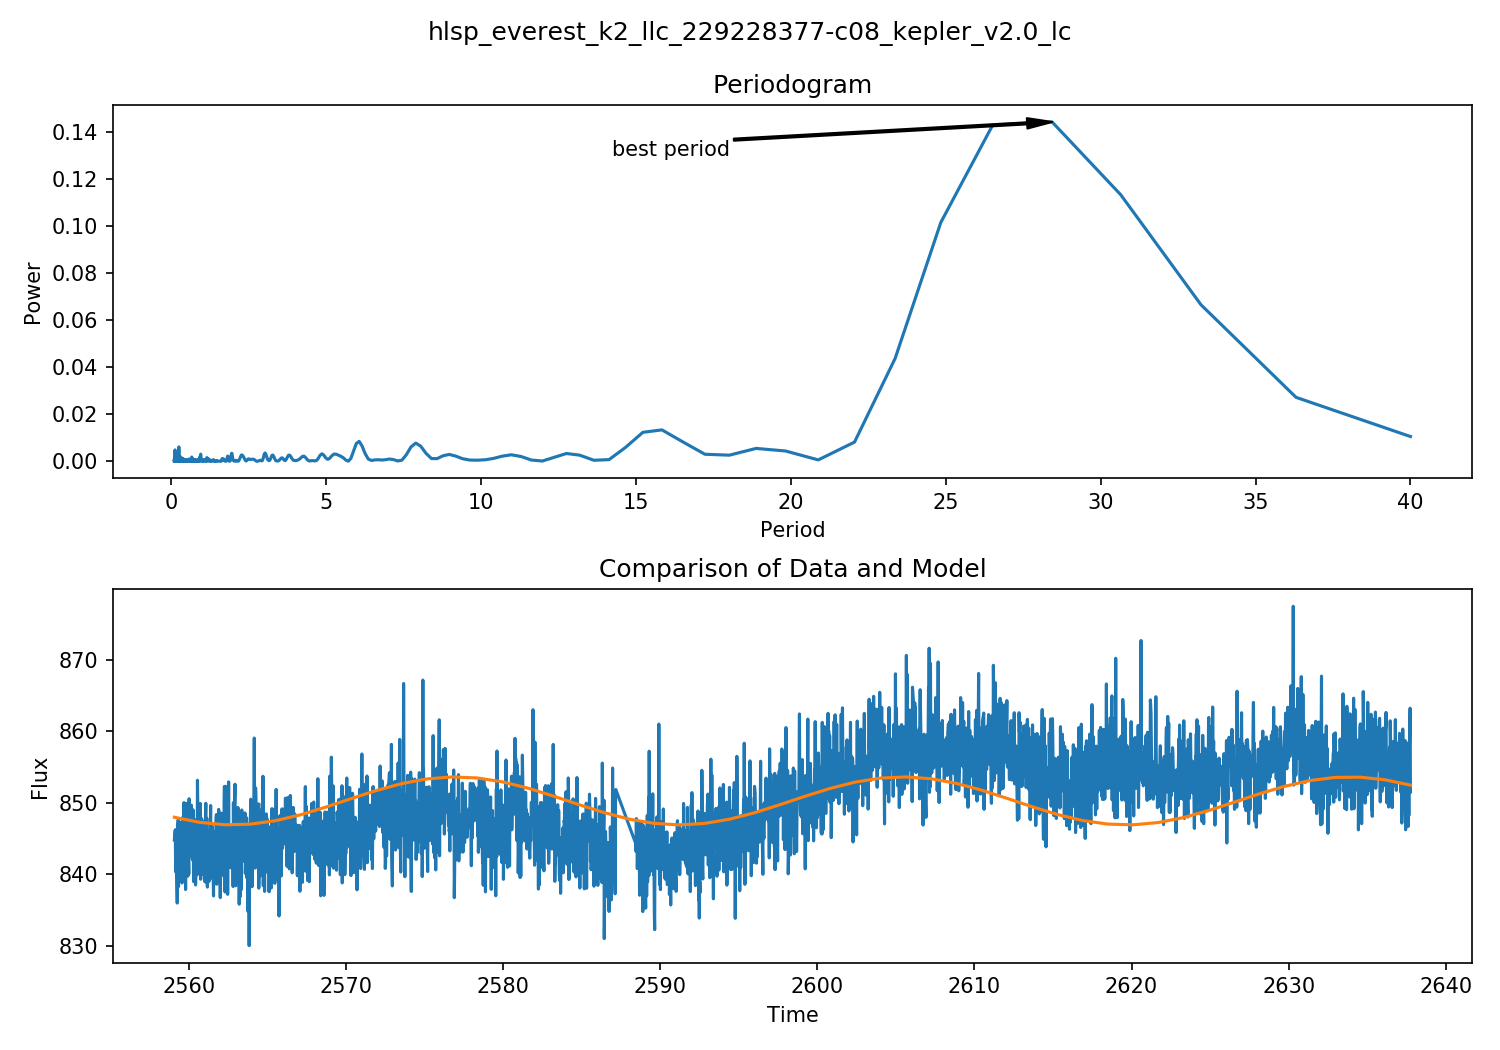 hlsp_everest_k2_llc_229228377-c08_kepler_v2.0_lc
Periodogram
0.14
0.12
0.10
0.08
0.06
0.04
0.02
0.00
Power
best period
0 5 10 15 20 25 30 35 40
Period
Comparison of Data and Model
870
860
850
840
830
Flux
2560 2570 2580 2590 2600 2610 2620 2630 2640
Time